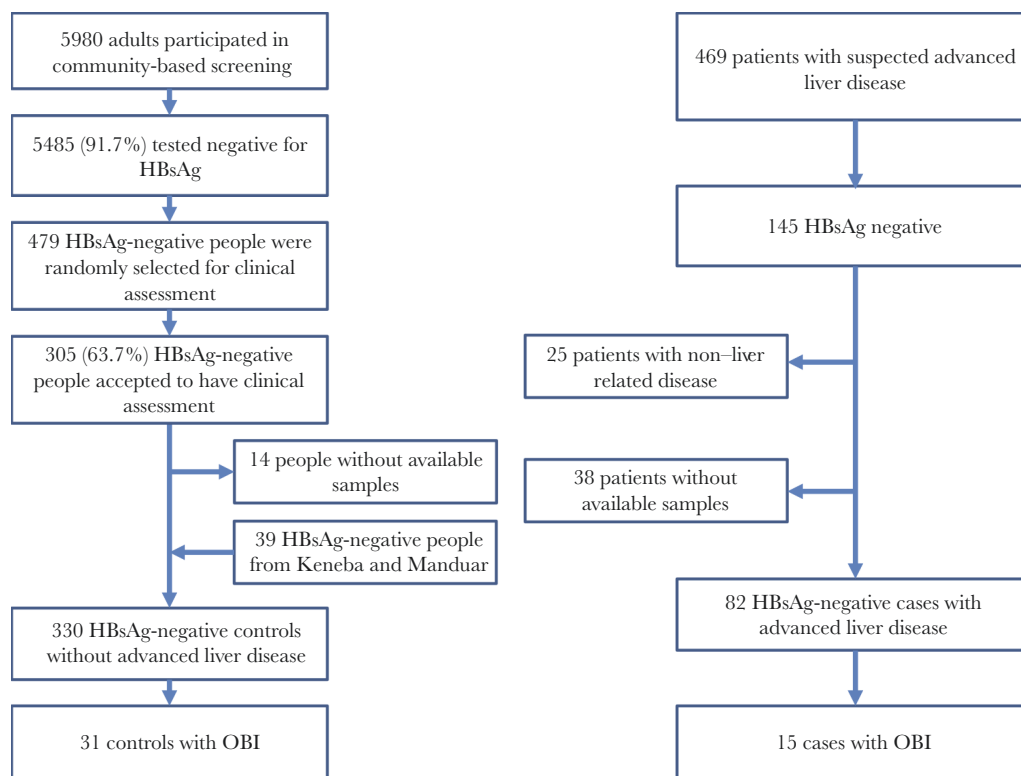 5980 adults participated in
community-based screening
5485 (91.7%) tested negative for
HBsAg
479 HBsAg-negative people were
randomly selected for clinical
assessment
305 (63.7%) HBsAg-negative
people accepted to have clinical
assessment
14 people without available
samples
39 HBsAg-negative people
from Keneba and Manduar
330 HBsAg-negative controls
without advanced liver disease
31 controls with OBI
469 patients with suspected advanced
liver disease
145 HBsAg negative
25 patients with non–liver
related disease
38 patients without
available samples
82 HBsAg-negative cases with
advanced liver disease
15 cases with OBI